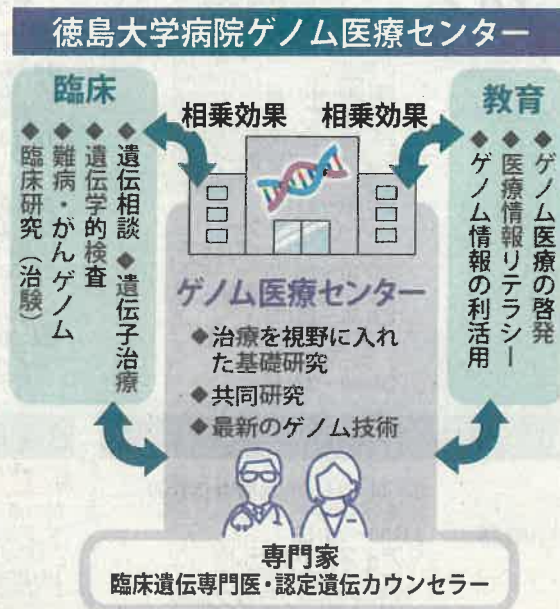 徳島大学病院ゲノム医療センター
臨床
◆遺伝相談◆遺伝子治療
◆遺伝学的検査
◆難病・がんゲノム
◆臨床研究（治験）
相乗効果
相乗効果
教育
◆ゲノム医療の啓発
◆医療情報リテラシー
◆ゲノム情報の利活用
ゲノム医療センター
◆治療を視野に入れ
た基礎研究
◆共同研究
◆最新のゲノム技術
専門家
臨床遺伝専門医・認定遺伝カウンセラー